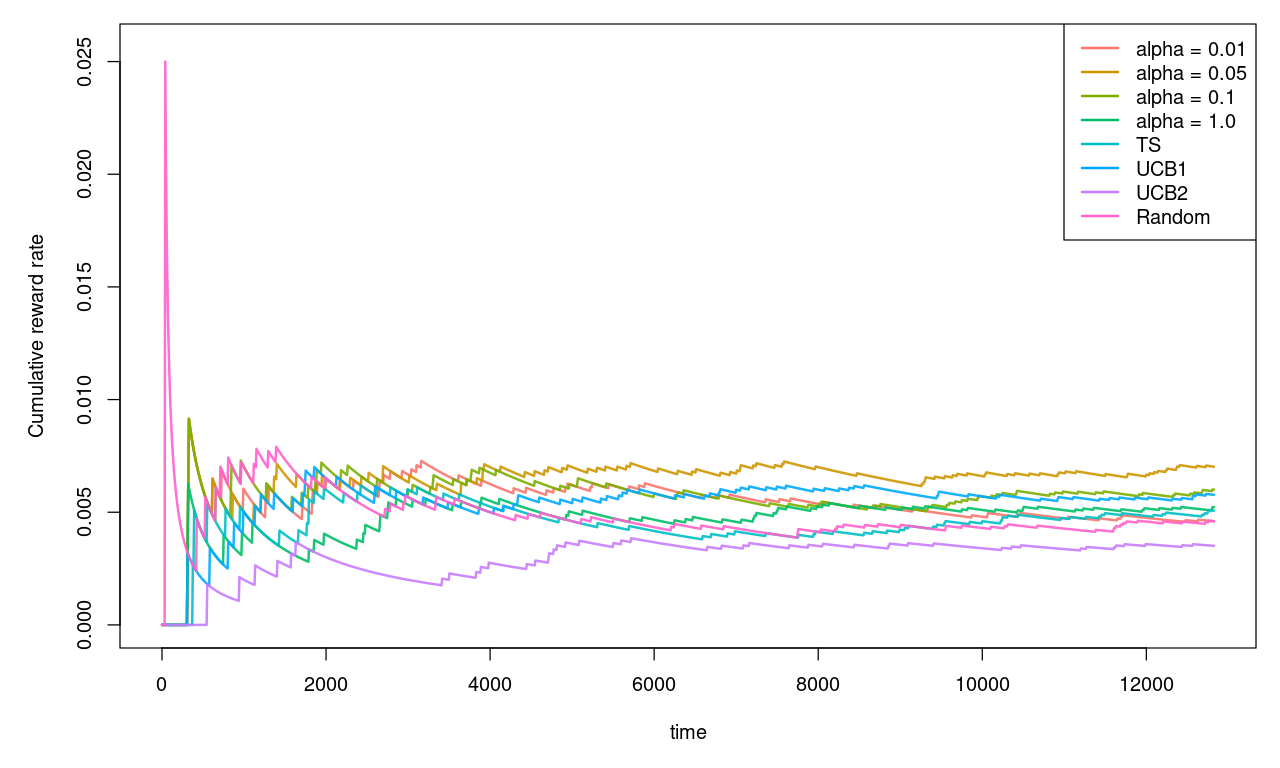 alpha = 0.01
alpha = 0.05
alpha = 0.1
alpha = 1.0
TS
UCB1
UCB2
Random
Cumulative reward rate
0.025
0.020
0.015
0.010
0.005
0.000
0 2000 4000 6000 8000 10000 12000
time